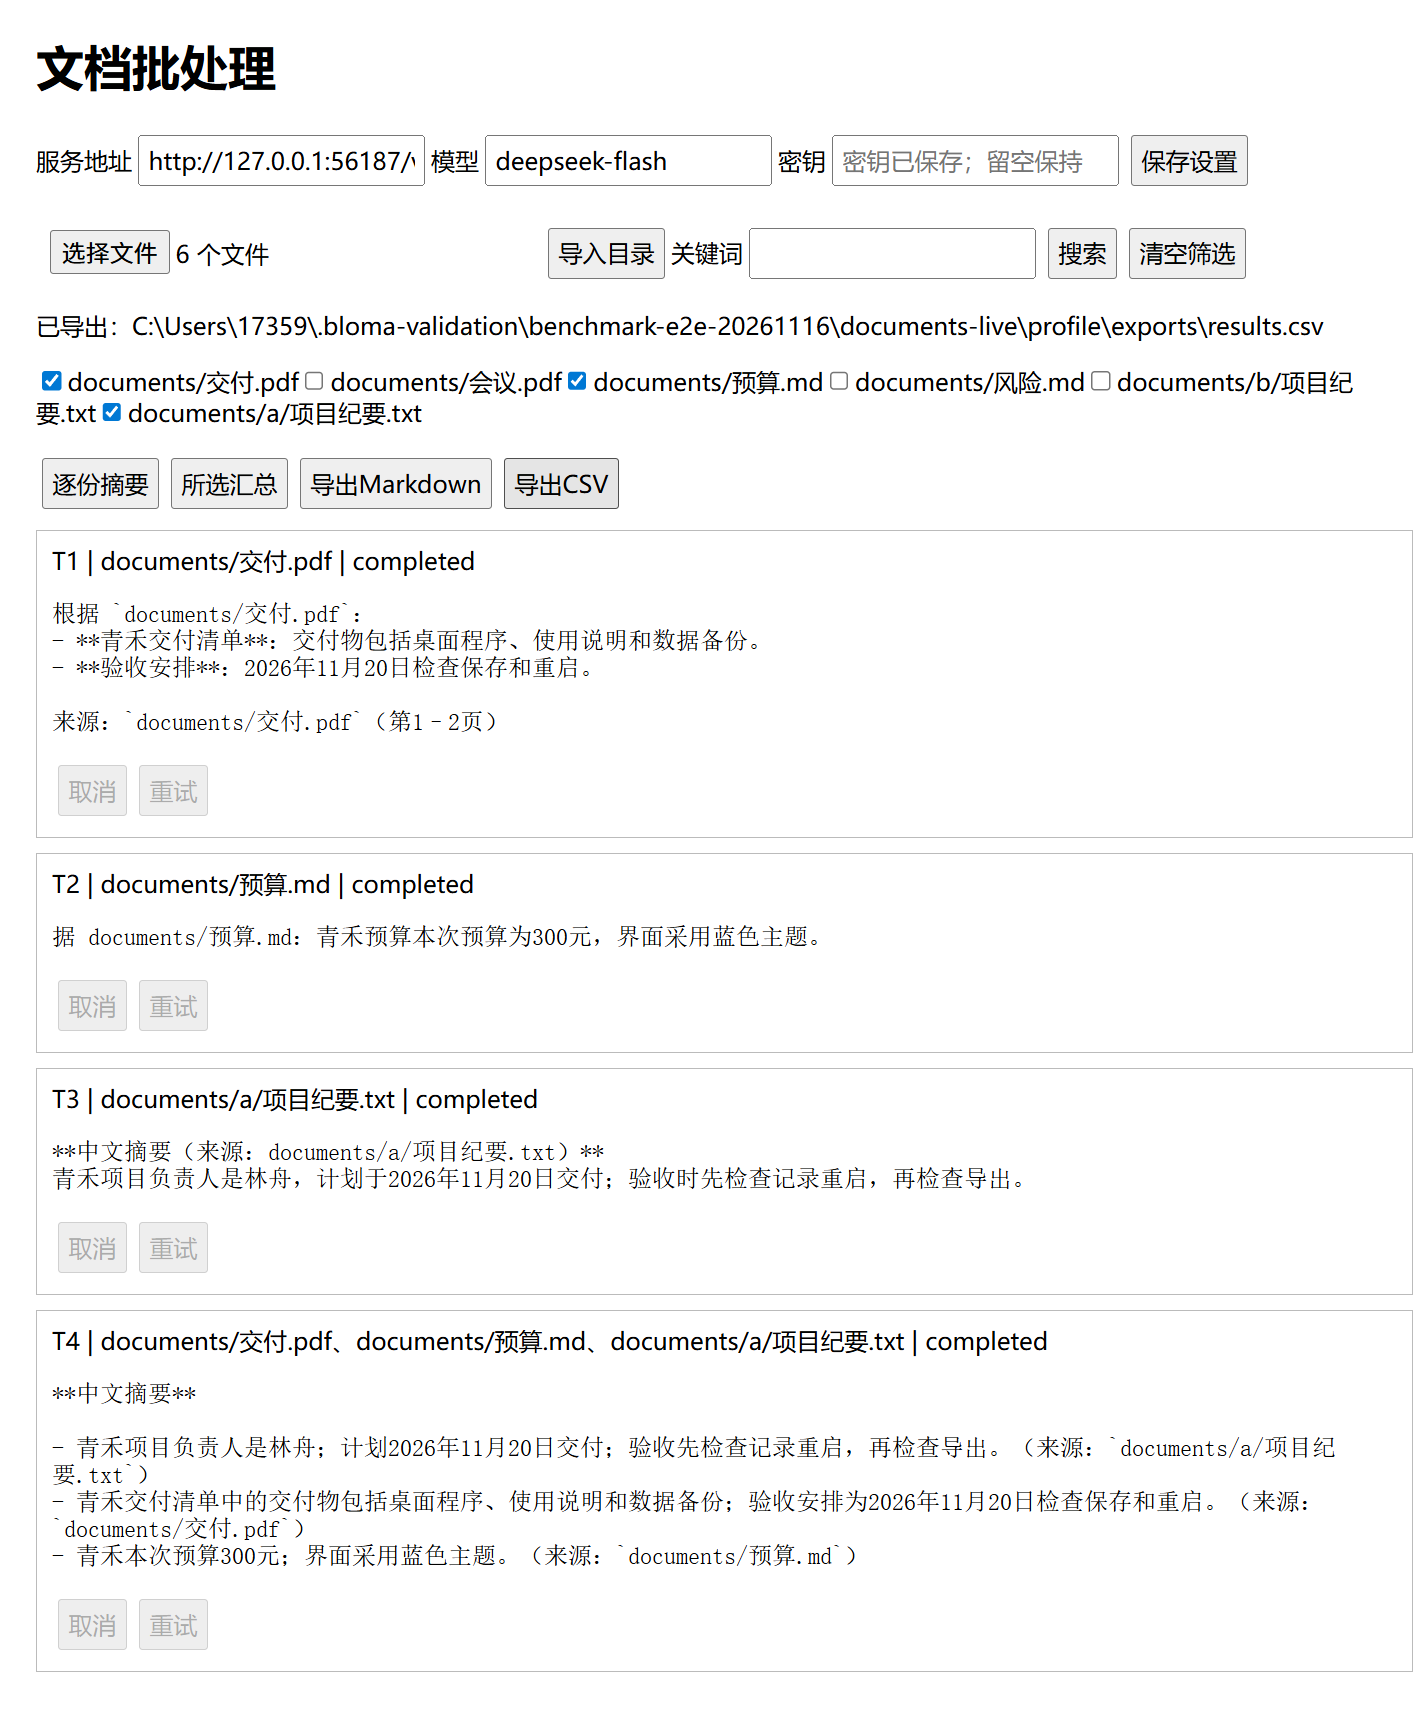 文档批处理
服务地址 http://127.0.0.1:56187/v 模型 deepseek-flash 密钥 密钥已保存；留空保持 保存设置
选择文件 6 个文件 导入目录 关键词 搜索 清空筛选
已导出：C:\Users\17359\.bloma-validation\benchmark-e2e-20261116\documents-live\profile\exports\results.csv
documents/交付.pdf documents/会议.pdf documents/预算.md documents/风险.md documents/b/项目纪
要.txt documents/a/项目纪要.txt
逐份摘要 所选汇总 导出Markdown 导出CSV
T1 | documents/交付.pdf | completed
根据 `documents/交付.pdf`：
- **青禾交付清单**：交付物包括桌面程序、使用说明和数据备份。
- **验收安排**：2026年11月20日检查保存和重启。
来源：`documents/交付.pdf`（第1–2页）
取消 重试
T2 | documents/预算.md | completed
据 documents/预算.md：青禾预算本次预算为300元，界面采用蓝色主题。
取消 重试
T3 | documents/a/项目纪要.txt | completed
**中文摘要（来源：documents/a/项目纪要.txt）**
青禾项目负责人是林舟，计划于2026年11月20日交付；验收时先检查记录重启，再检查导出。
取消 重试
T4 | documents/交付.pdf、documents/预算.md、documents/a/项目纪要.txt | completed
**中文摘要**
- 青禾项目负责人是林舟；计划2026年11月20日交付；验收先检查记录重启，再检查导出。（来源：`documents/a/项目纪
要.txt`）
- 青禾交付清单中的交付物包括桌面程序、使用说明和数据备份；验收安排为2026年11月20日检查保存和重启。（来源：
`documents/交付.pdf`）
- 青禾本次预算300元；界面采用蓝色主题。（来源：`documents/预算.md`）
取消 重试